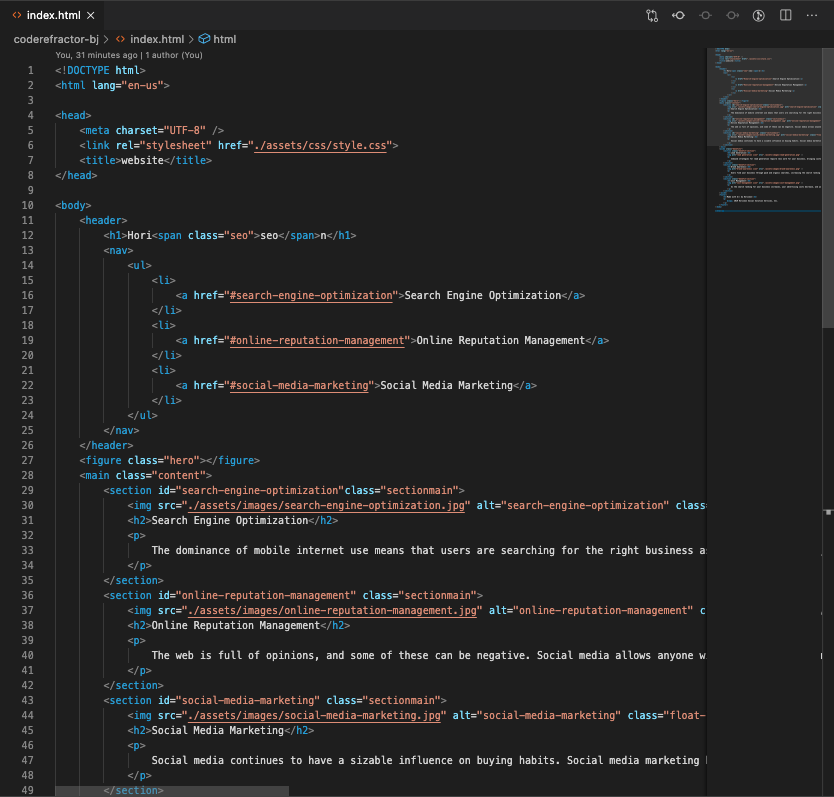 index.html
coderefractor-bj > index.html > html
You, 31 minutes ago | 1 author (You)
1 <!DOCTYPE html>
2 <html lang="en-us">
3
4 <head>
5 <meta charset="UTF-8" />
6 <link rel="stylesheet" href="./assets/css/style.css">
7 <title>website</title>
8 </head>
9
10 <body>
11 <header>
12 <h1>Hori<span class="seo">seo</span>n</h1>
13 <nav>
14 <ul>
15 <li>
16 <a href="#search-engine-optimization">Search Engine Optimization</a>
17 </li>
18 <li>
19 <a href="#online-reputation-management">Online Reputation Management</a>
20 </li>
21 <li>
22 <a href="#social-media-marketing">Social Media Marketing</a>
23 </li>
24 </ul>
25 </nav>
26 </header>
27 <figure class="hero"></figure>
28 <main class="content">
29 <section id="search-engine-optimization"class="sectionmain">
30 <img src="./assets/images/search-engine-optimization.jpg" alt="search-engine-optimization" class
31 <h2>Search Engine Optimization</h2>
32 <p>
33 The dominance of mobile internet use means that users are searching for the right business a
34 </p>
35 </section>
36 <section id="online-reputation-management" class="sectionmain">
37 <img src="./assets/images/online-reputation-management.jpg" alt="online-reputation-management" c
38 <h2>Online Reputation Management</h2>
39 <p>
40 The web is full of opinions, and some of these can be negative. Social media allows anyone w
41 </p>
42 </section>
43 <section id="social-media-marketing" class="sectionmain">
44 <img src="./assets/images/social-media-marketing.jpg" alt="social-media-marketing" class="float-
45 <h2>Social Media Marketing</h2>
46 <p>
47 Social media continues to have a sizable influence on buying habits. Social media marketing
48 </p>
49 </section>